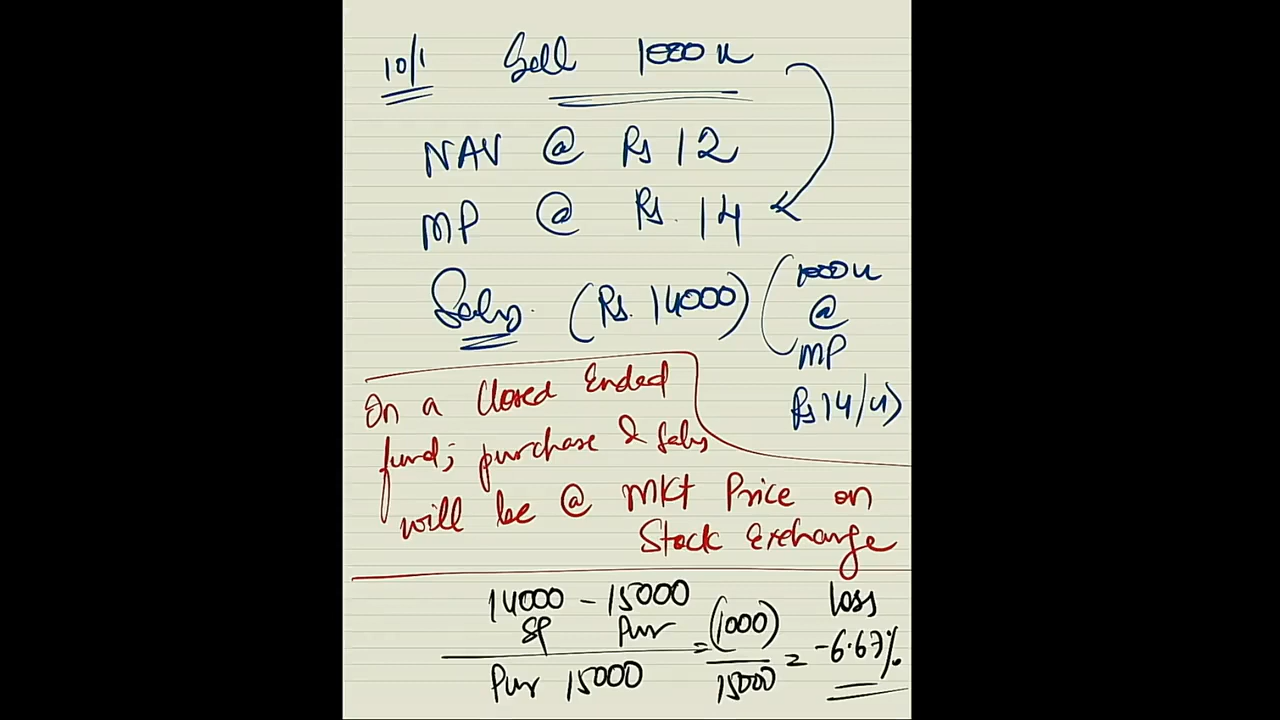 10/1 Sell 1000 u
NAV @ Rs 12
MP @ Rs. 14
Sales. (Rs. 14000) (1000 u
@
MP
Rs 14/u)
On a Closed Ended
fund; purchase & Sales
will be @ MKt Price on
Stock Exchange
14000 - 15000
SP Pur
Pur 15000
= (1000)
15000
= loss
-6.67%